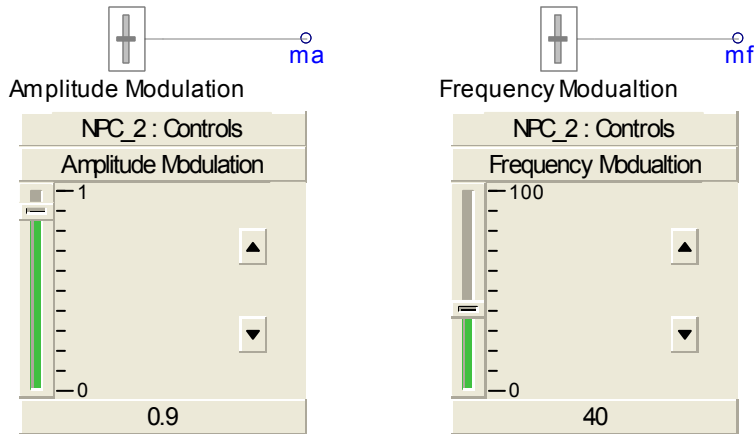 ma
Amplitude Modulation
NPC_2 : Controls
Amplitude Modulation
1
0
0.9
mf
Frequency Modualtion
NPC_2 : Controls
Frequency Modualtion
100
0
40